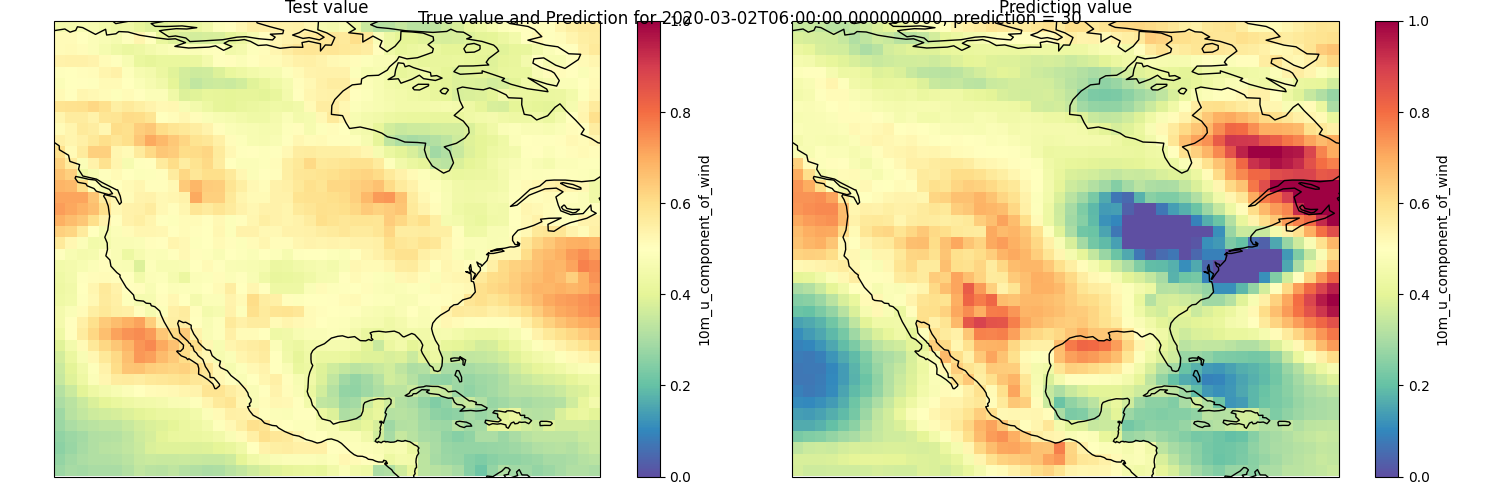 Test value
Prediction value
True value and Prediction for 2020-03-02T06:00:00.000000000, prediction = 30
1.0
0.8
0.6
0.4
0.2
0.0
10m_u_component_of_wind
1.0
0.8
0.6
0.4
0.2
0.0
10m_u_component_of_wind